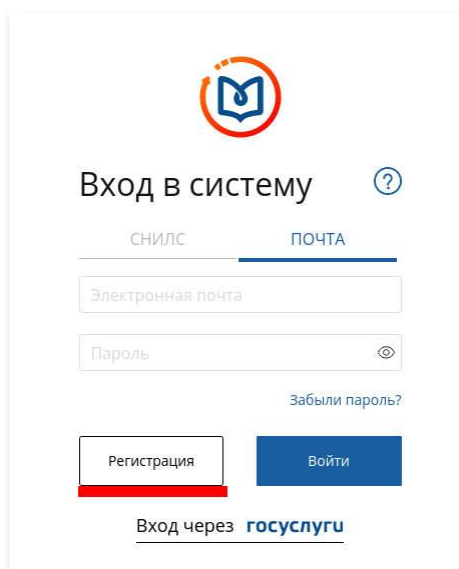 Вход в систему ?
СНИЛС ПОЧТА
Электронная почта
Пароль
Забыли пароль?
Регистрация Войти
Вход через госуслуги